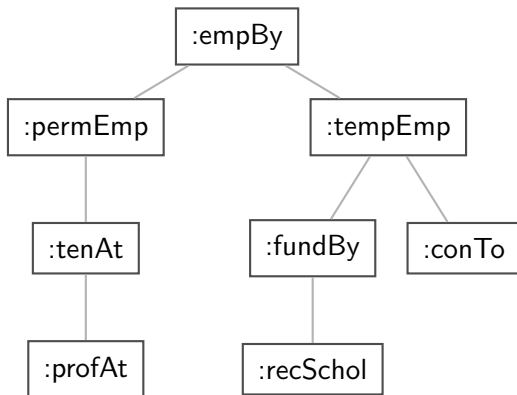 :empBy
:permEmp
:tempEmp
:tenAt
:fundBy
:conTo
:profAt
:recSchol